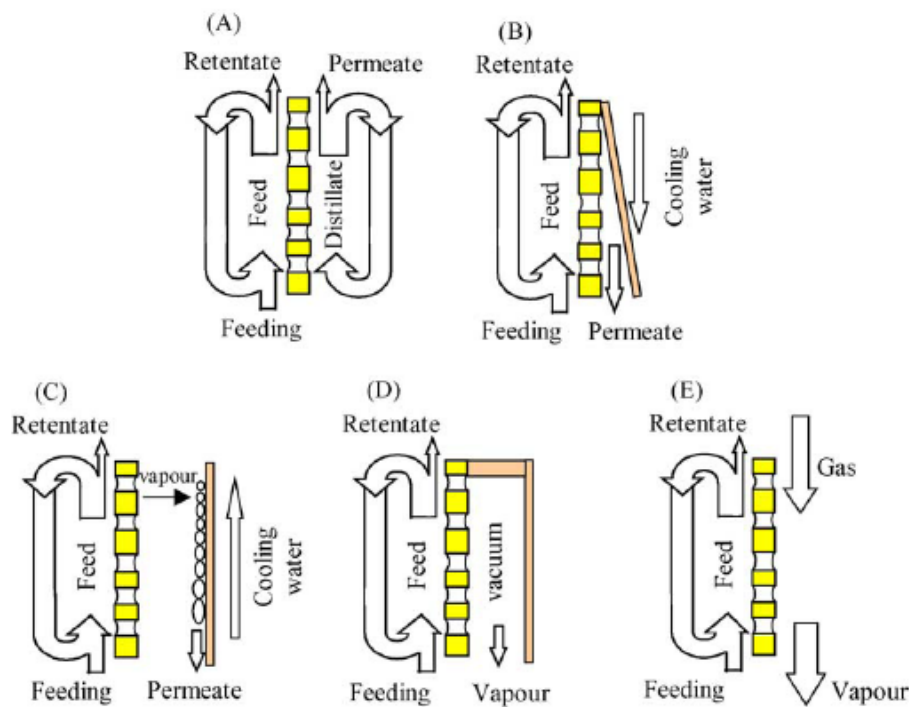 (A)
Retentate
Permeate
Feed
Distillate
Feeding
(B)
Retentate
Feed
Cooling
water
Feeding
Permeate
(C)
Retentate
vapour
Feed
Cooling
water
Feeding
Permeate
(D)
Retentate
Feed
vacuum
Feeding
Vapour
(E)
Retentate
Gas
Feed
Feeding
Vapour